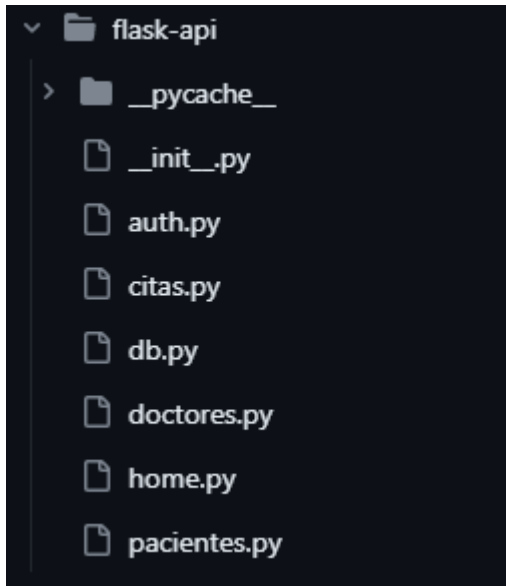 flask-api
__pycache__
__init__.py
auth.py
citas.py
db.py
doctores.py
home.py
pacientes.py